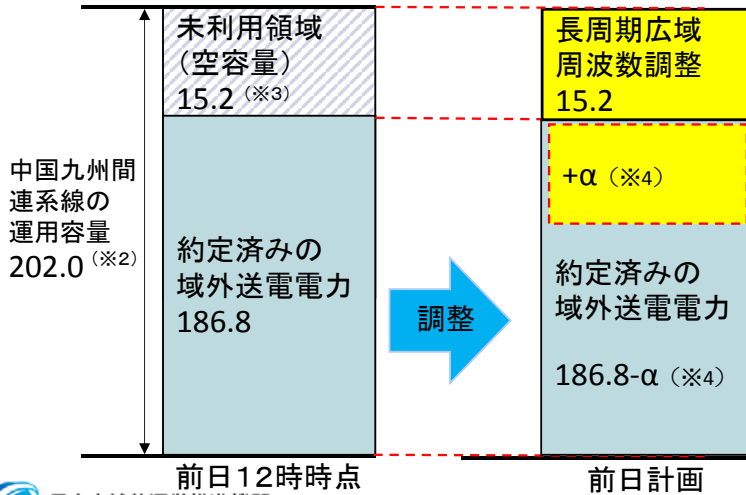 未利用領域
(空容量)
15.2(※3)
中国九州間
連系線の
運用容量
202.0(※2)
約定済みの
域外送電電力
186.8
調整
長周期広域
周波数調整
15.2
+α(※4)
約定済みの
域外送電電力
186.8-α(※4)
前日12時時点
前日計画